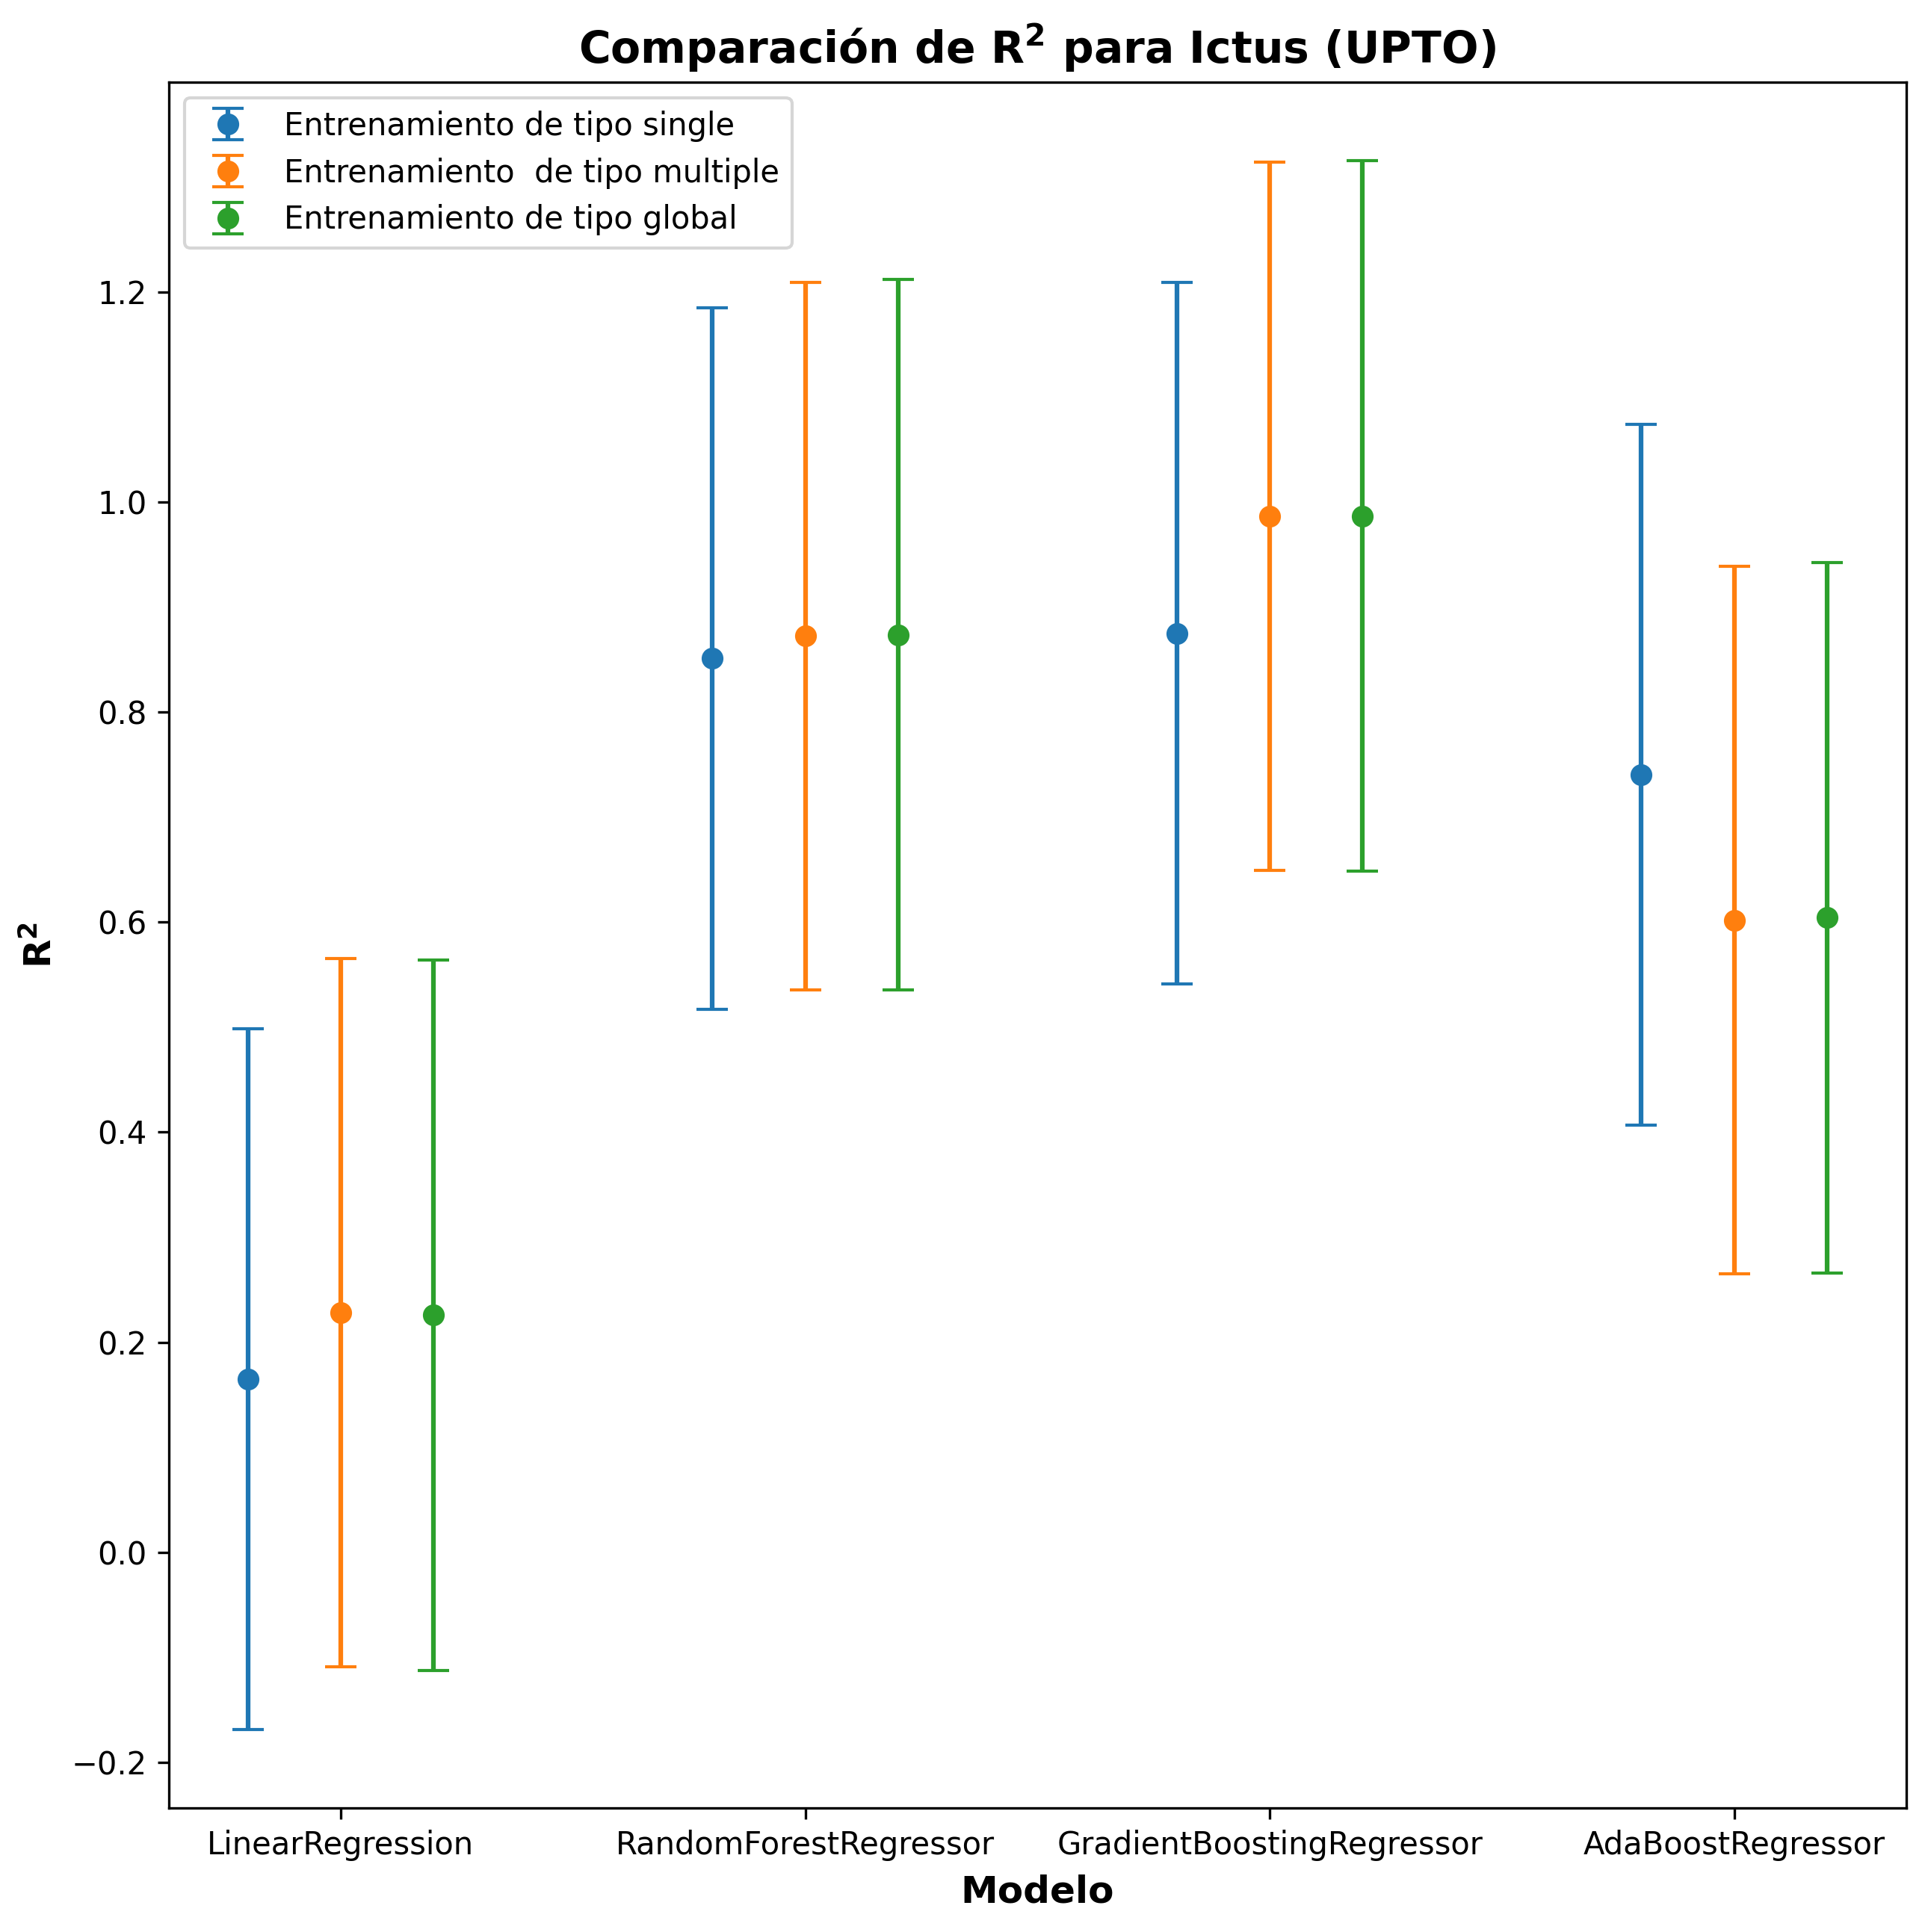 Comparación de R² para Ictus (UPTO)
Entrenamiento de tipo single
Entrenamiento  de tipo multiple
Entrenamiento de tipo global
1.2
1.0
0.8
0.6
0.4
0.2
0.0
−0.2
R²
LinearRegression
RandomForestRegressor
GradientBoostingRegressor
AdaBoostRegressor
Modelo